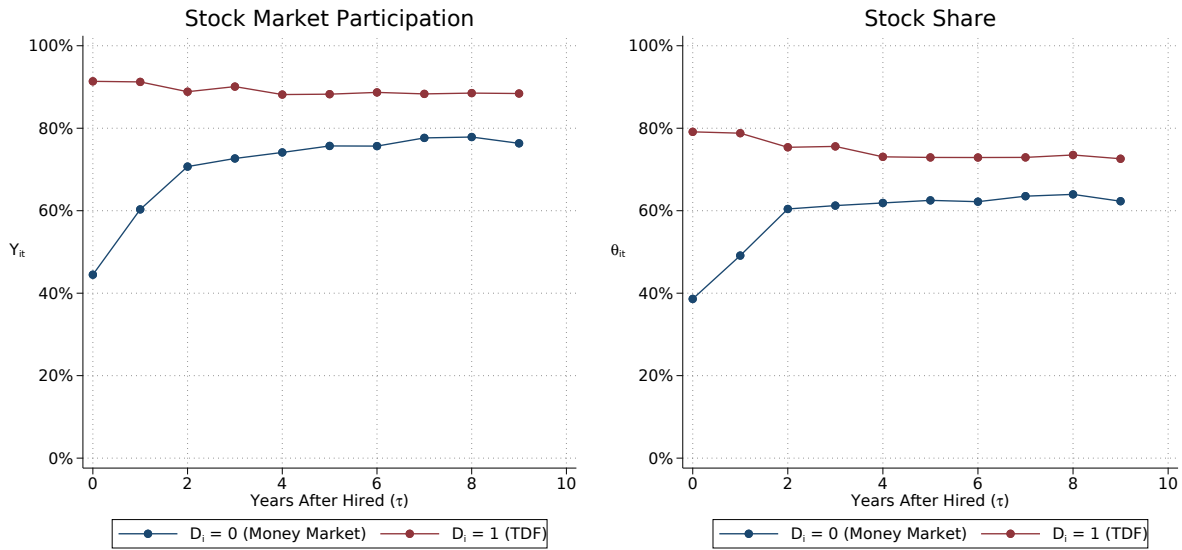 Stock Market Participation
100%
80%
60%
Y_it
40%
20%
0%
0 2 4 6 8 10
Years After Hired (τ)
D_i = 0 (Money Market) D_i = 1 (TDF)
Stock Share
100%
80%
60%
θ_it
40%
20%
0%
0 2 4 6 8 10
Years After Hired (τ)
D_i = 0 (Money Market) D_i = 1 (TDF)